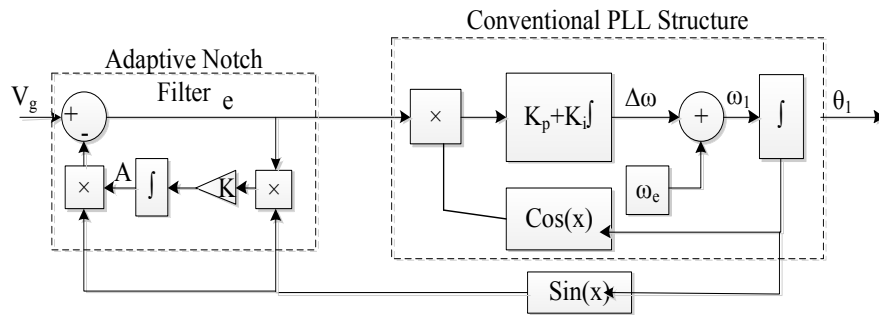 Conventional PLL Structure
Adaptive Notch
Filter
e
V_g
+
-
×
A
∫
K
×
×
K_p+K_i∫
Δω
+
ω_1
∫
θ_1
ω_e
Cos(x)
Sin(x)